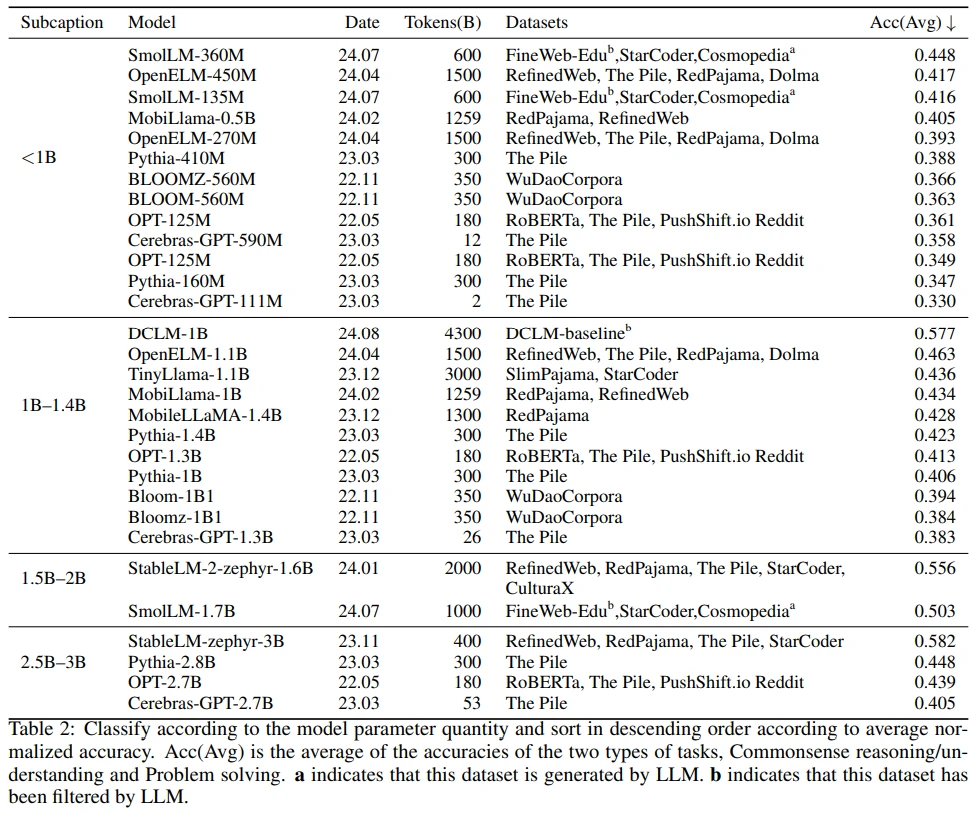 Subcaption Model Date Tokens(B) Datasets Acc(Avg) ↓
SmolLM-360M 24.07 600 FineWeb-Eduᵇ,StarCoder,Cosmopediaᵃ 0.448
OpenELM-450M 24.04 1500 RefinedWeb, The Pile, RedPajama, Dolma 0.417
SmolLM-135M 24.07 600 FineWeb-Eduᵇ,StarCoder,Cosmopediaᵃ 0.416
MobiLlama-0.5B 24.02 1259 RedPajama, RefinedWeb 0.405
OpenELM-270M 24.04 1500 RefinedWeb, The Pile, RedPajama, Dolma 0.393
<1B Pythia-410M 23.03 300 The Pile 0.388
BLOOMZ-560M 22.11 350 WuDaoCorpora 0.366
BLOOM-560M 22.11 350 WuDaoCorpora 0.363
OPT-125M 22.05 180 RoBERTa, The Pile, PushShift.io Reddit 0.361
Cerebras-GPT-590M 23.03 12 The Pile 0.358
OPT-125M 22.05 180 RoBERTa, The Pile, PushShift.io Reddit 0.349
Pythia-160M 23.03 300 The Pile 0.347
Cerebras-GPT-111M 23.03 2 The Pile 0.330
DCLM-1B 24.08 4300 DCLM-baselineᵇ 0.577
OpenELM-1.1B 24.04 1500 RefinedWeb, The Pile, RedPajama, Dolma 0.463
TinyLlama-1.1B 23.12 3000 SlimPajama, StarCoder 0.436
1B–1.4B MobiLlama-1B 24.02 1259 RedPajama, RefinedWeb 0.434
MobileLLaMA-1.4B 23.12 1300 RedPajama 0.428
Pythia-1.4B 23.03 300 The Pile 0.423
OPT-1.3B 22.05 180 RoBERTa, The Pile, PushShift.io Reddit 0.413
Pythia-1B 23.03 300 The Pile 0.406
Bloom-1B1 22.11 350 WuDaoCorpora 0.394
Bloomz-1B1 22.11 350 WuDaoCorpora 0.384
Cerebras-GPT-1.3B 23.03 26 The Pile 0.383
1.5B–2B StableLM-2-zephyr-1.6B 24.01 2000 RefinedWeb, RedPajama, The Pile, StarCoder, 0.556
CulturaX
SmolLM-1.7B 24.07 1000 FineWeb-Eduᵇ,StarCoder,Cosmopediaᵃ 0.503
StableLM-zephyr-3B 23.11 400 RefinedWeb, RedPajama, The Pile, StarCoder 0.582
2.5B–3B Pythia-2.8B 23.03 300 The Pile 0.448
OPT-2.7B 22.05 180 RoBERTa, The Pile, PushShift.io Reddit 0.439
Cerebras-GPT-2.7B 23.03 53 The Pile 0.405
Table 2: Classify according to the model parameter quantity and sort in descending order according to average nor-
malized accuracy. Acc(Avg) is the average of the accuracies of the two types of tasks, Commonsense reasoning/un-
derstanding and Problem solving. a indicates that this dataset is generated by LLM. b indicates that this dataset has
been filtered by LLM.